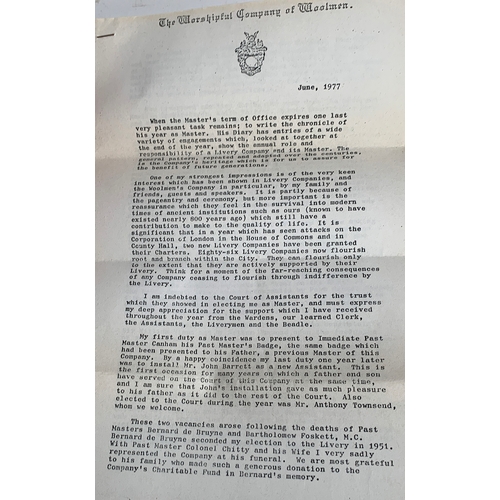 The Worshipful Company of Woolmen.
June, 1977
When the Master's term of Office expires one last
very pleasant task remains; to write the chronicle of
his year as Master. His Diary has entries of a wide
variety of engagements which, looked at together at
the end of the year, show the annual role and
responsibility of a Livery Company and its Master. The
general pattern, repeated and adapted over the centuries,
is the Company's heritage which it is for us to assure for
the benefit of future generations.
One of my strongest impressions is of the very keen
interest which has been shown in Livery Companies, and
the Woolmen's Company in particular, by my family and
friends, guests and speakers. It is partly because of
the pageantry and ceremony, but more important is the
reassurance which they feel in the survival into modern
times of ancient institutions such as ours (known to have
existed nearly 800 years ago) which still have a
contribution to make to the quality of life. It is
significant that in a year which has seen attacks on the
Corporation of London in the House of Commons and in
County Hall, two new Livery Companies have been granted
their Charters. Eighty-six Livery Companies now flourish
root and branch within the City. They can flourish only
to the extent that they are actively supported by their
Livery. Think for a moment of the far-reaching consequences
of any Company ceasing to flourish through indifference by
the Livery.
I am indebted to the Court of Assistants for the trust
which they showed in electing me as Master, and must express
my deep appreciation for the support which I have received
throughout the year from the Wardens, our learned Clerk,
the Assistants, the Liverymen and the Beadle.
My first duty as Master was to present to Immediate Past
Master Canham his Past Master's Badge, the same badge which
had been presented to his Father, a previous Master of this
Company. By a happy coincidence my last duty one year later
was to install Mr. John Barrett as a new Assistant. This is
the first occasion for many years on which a father and son
have served on the Court of this Company at the same time,
and I am sure that John's installation gave as much pleasure
to his father as it did to the rest of the Court. Also
elected to the Court during the year was Mr. Anthony Townsend,
whom we welcome.
These two vacancies arose following the deaths of Past
Masters Bernard de Bruyne and Bartholomew Foskett, M.C.
Bernard de Bruyne seconded my election to the Livery in 1951.
With Past Master Colonel Chitty and his Wife I very sadly
represented the Company at his funeral. We are most grateful
to his family who made such a generous donation to the
Company's Charitable Fund in Bernard's memory.